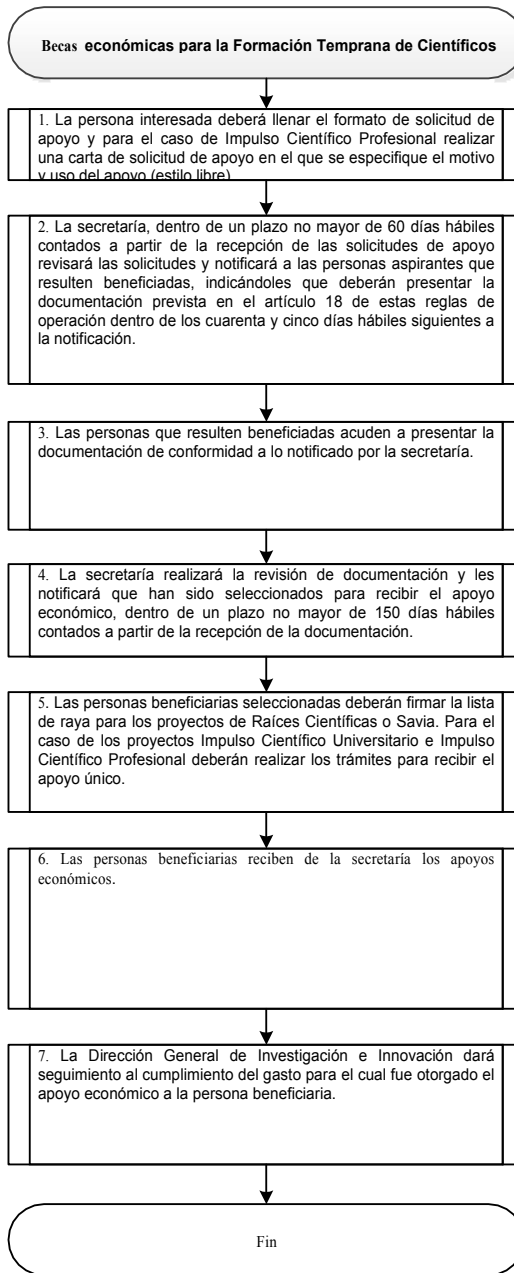 Becas económicas para la Formación Temprana de Científicos
1. La persona interesada deberá llenar el formato de solicitud de
apoyo y para el caso de Impulso Científico Profesional realizar
una carta de solicitud de apoyo en el que se especifique el motivo
y uso del apoyo (estilo libre)
2. La secretaría, dentro de un plazo no mayor de 60 días hábiles
contados a partir de la recepción de las solicitudes de apoyo
revisará las solicitudes y notificará a las personas aspirantes que
resulten beneficiadas, indicándoles que deberán presentar la
documentación prevista en el artículo 18 de estas reglas de
operación dentro de los cuarenta y cinco días hábiles siguientes a
la notificación.
3. Las personas que resulten beneficiadas acuden a presentar la
documentación de conformidad a lo notificado por la secretaría.
4. La secretaría realizará la revisión de documentación y les
notificará que han sido seleccionados para recibir el apoyo
económico, dentro de un plazo no mayor de 150 días hábiles
contados a partir de la recepción de la documentación.
5. Las personas beneficiarias seleccionadas deberán firmar la lista
de raya para los proyectos de Raíces Científicas o Savia. Para el
caso de los proyectos Impulso Científico Universitario e Impulso
Científico Profesional deberán realizar los trámites para recibir el
apoyo único.
6. Las personas beneficiarias reciben de la secretaría los apoyos
económicos.
7. La Dirección General de Investigación e Innovación dará
seguimiento al cumplimiento del gasto para el cual fue otorgado el
apoyo económico a la persona beneficiaria.
Fin